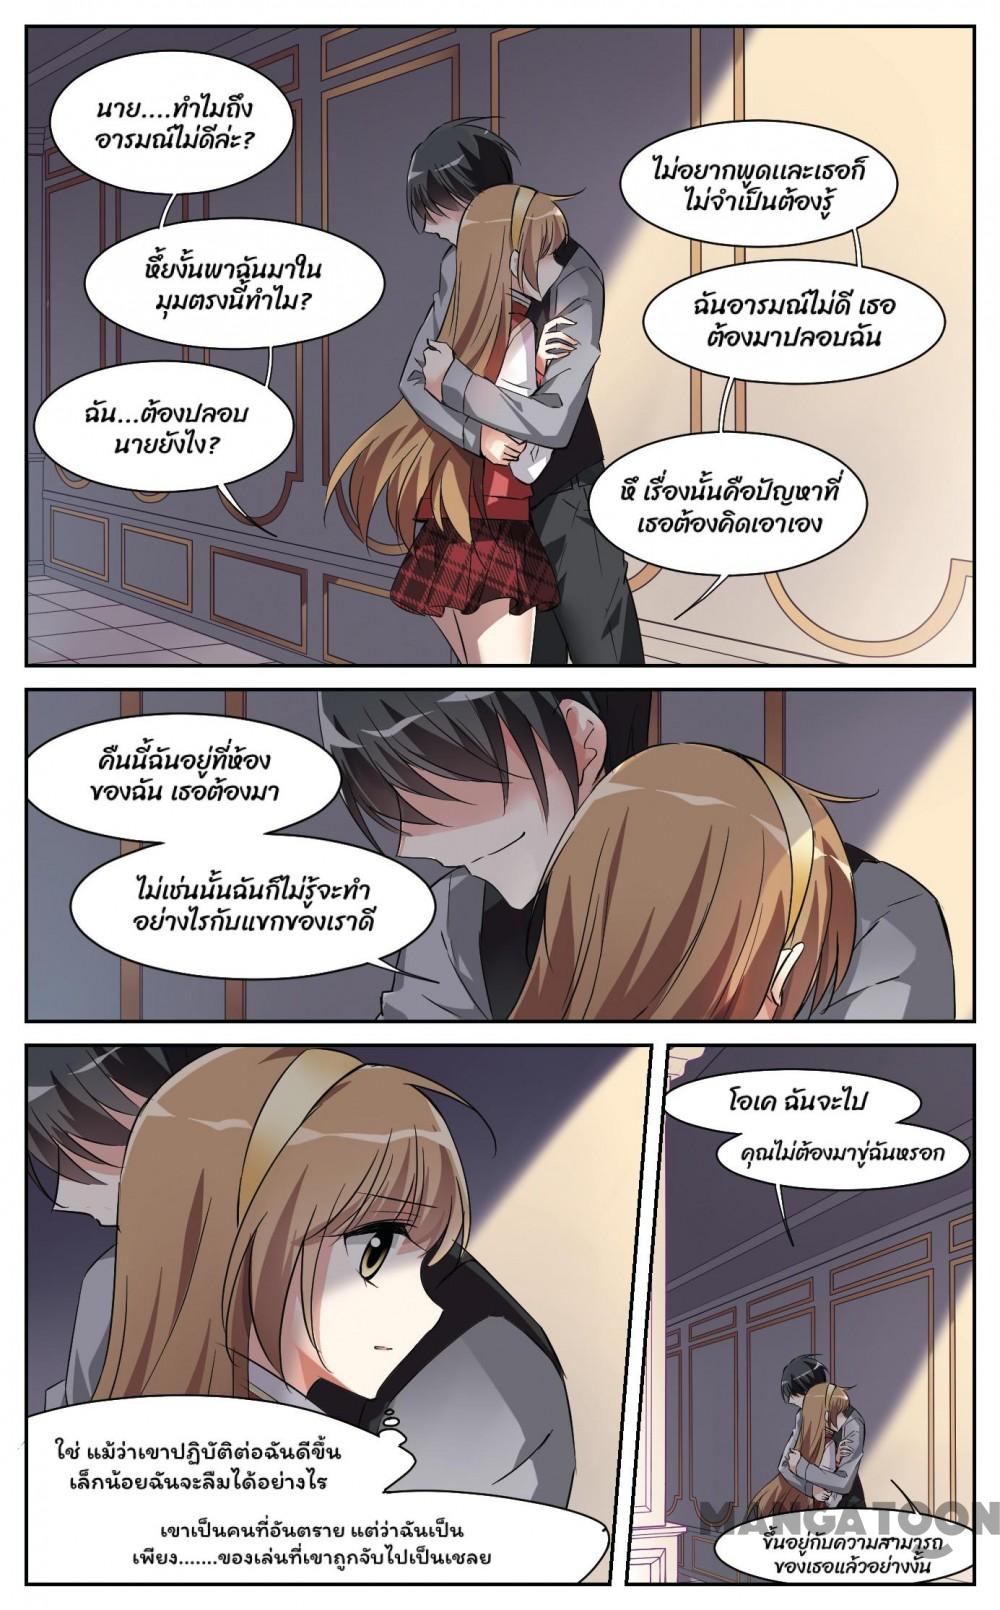 นาย....ทำไมถึง
อารมณ์ไม่ดีล่ะ?
ไม่อยากพูดและเธอก็
ไม่จำเป็นต้องรู้
หึ้ยงั้นพาฉันมาใน
มุมตรงนี้ทำไม?
ฉันอารมณ์ไม่ดี เธอ
ต้องมาปลอบฉัน
ฉัน...ต้องปลอบ
นายยังไง?
หึ เรื่องนั้นคือปัญหาที่
เธอต้องคิดเอาเอง
คืนนี้ฉันอยู่ที่ห้อง
ของฉัน เธอต้องมา
ไม่เช่นนั้นฉันก็ไม่รู้จะทำ
อย่างไรกับแขกของเราดี
ใช่ แม้ว่าเขาปฏิบัติต่อฉันดีขึ้น
เล็กน้อยฉันจะลืมได้อย่างไร
เขาเป็นคนที่อันตราย แต่ว่าฉันเป็น
เพียง.......ของเล่นที่เขาถูกจับไปเป็นเชลย
โอเค ฉันจะไป
คุณไม่ต้องมาขู่ฉันหรอก
MANGATOON
ขึ้นอยู่กับความสามารถ
ของเธอแล้วอย่างงั้น